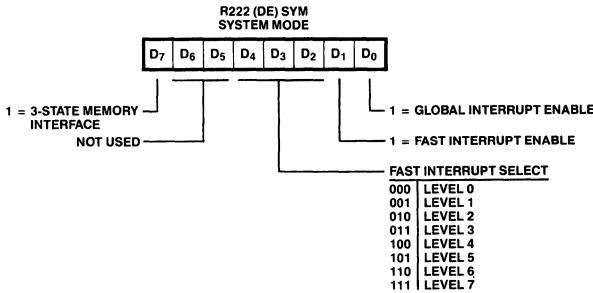 R222 (DE) SYM
SYSTEM MODE
D7 D6 D5 D4 D3 D2 D1 D0
1 = 3-STATE MEMORY
INTERFACE
NOT USED
1 = GLOBAL INTERRUPT ENABLE
1 = FAST INTERRUPT ENABLE
FAST INTERRUPT SELECT
000 LEVEL 0
001 LEVEL 1
010 LEVEL 2
011 LEVEL 3
100 LEVEL 4
101 LEVEL 5
110 LEVEL 6
111 LEVEL 7